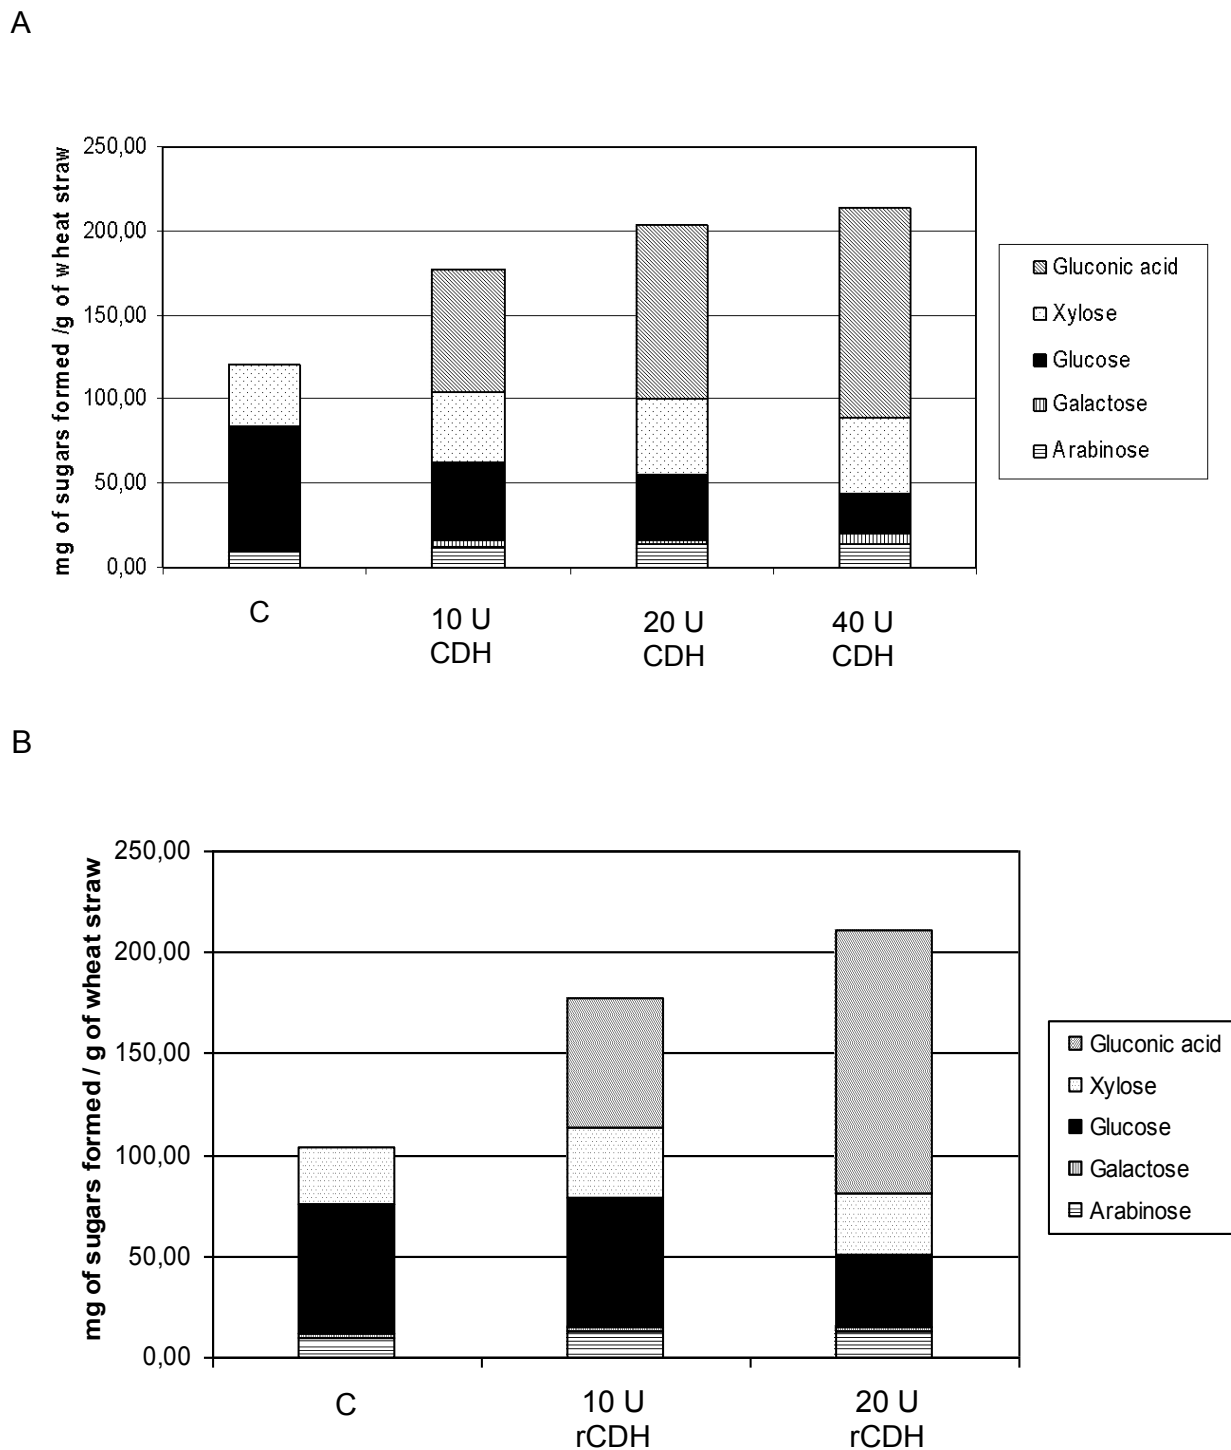 A
mg of sugars formed /g of wheat straw
250,00
200,00
150,00
100,00
50,00
0,00
C
10 U
CDH
20 U
CDH
40 U
CDH
Gluconic acid
Xylose
Glucose
Galactose
Arabinose
B
mg of sugars formed / g of wheat straw
250,00
200,00
150,00
100,00
50,00
0,00
C
10 U
rCDH
20 U
rCDH
Gluconic acid
Xylose
Glucose
Galactose
Arabinose